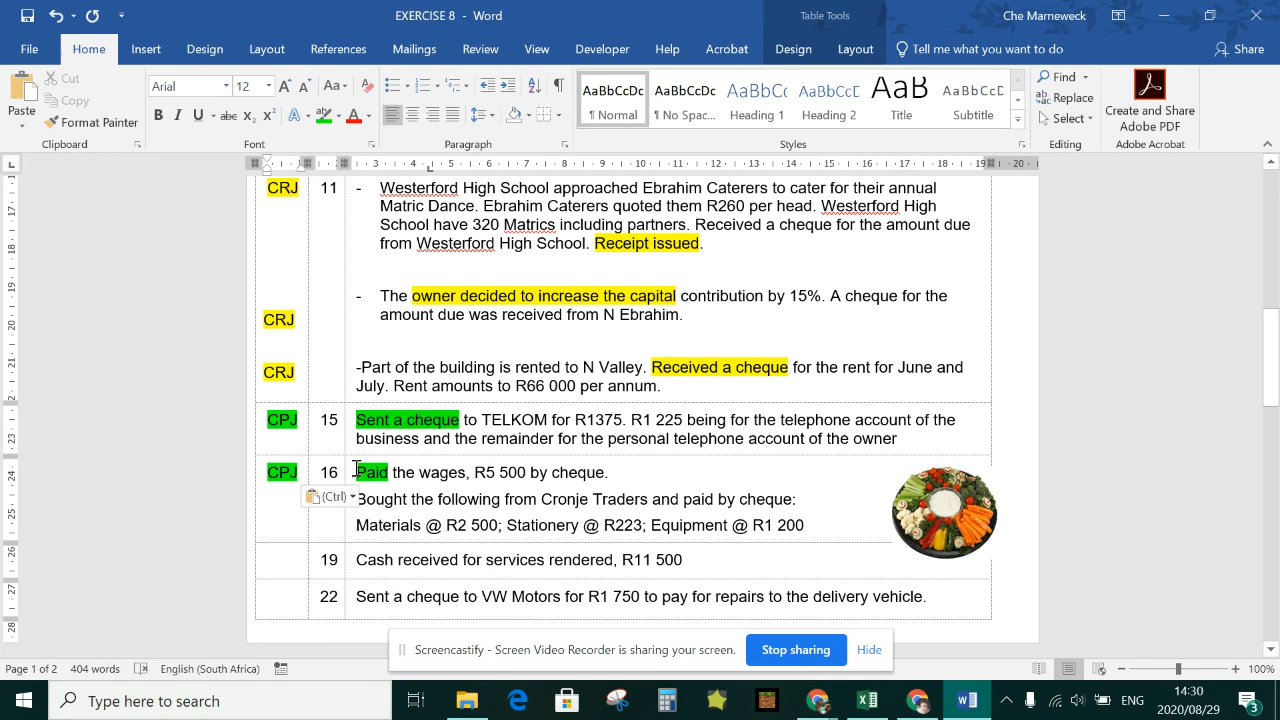 EXERCISE 8 - Word
Table Tools
Che Marneweck
File Home Insert Design Layout References Mailings Review View Developer Help Acrobat Design Layout Tell me what you want to do Share
Paste
Cut
Copy
Format Painter
Clipboard
Arial 12
Font
Paragraph
AaBbCcDc ¶ Normal
AaBbCcDc ¶ No Spac...
AaBbCc Heading 1
AaBbCcD Heading 2
AaB Title
AaBbCcD Subtitle
Styles
Find
Replace
Select
Editing
Create and Share
Adobe PDF
Adobe Acrobat
CRJ 11 - Westerford High School approached Ebrahim Caterers to cater for their annual
Matric Dance. Ebrahim Caterers quoted them R260 per head. Westerford High
School have 320 Matrics including partners. Received a cheque for the amount due
from Westerford High School. Receipt issued.
- The owner decided to increase the capital contribution by 15%. A cheque for the
CRJ amount due was received from N Ebrahim.
CRJ -Part of the building is rented to N Valley. Received a cheque for the rent for June and
July. Rent amounts to R66 000 per annum.
CPJ 15 Sent a cheque to TELKOM for R1375. R1 225 being for the telephone account of the
business and the remainder for the personal telephone account of the owner
CPJ 16 Paid the wages, R5 500 by cheque.
(Ctrl)
Bought the following from Cronje Traders and paid by cheque:
Materials @ R2 500; Stationery @ R223; Equipment @ R1 200
19 Cash received for services rendered, R11 500
22 Sent a cheque to VW Motors for R1 750 to pay for repairs to the delivery vehicle.
Screencastify - Screen Video Recorder is sharing your screen. Stop sharing Hide
Page 1 of 2 404 words English (South Africa) 100%
Type here to search
ENG
14:30
2020/08/29
3